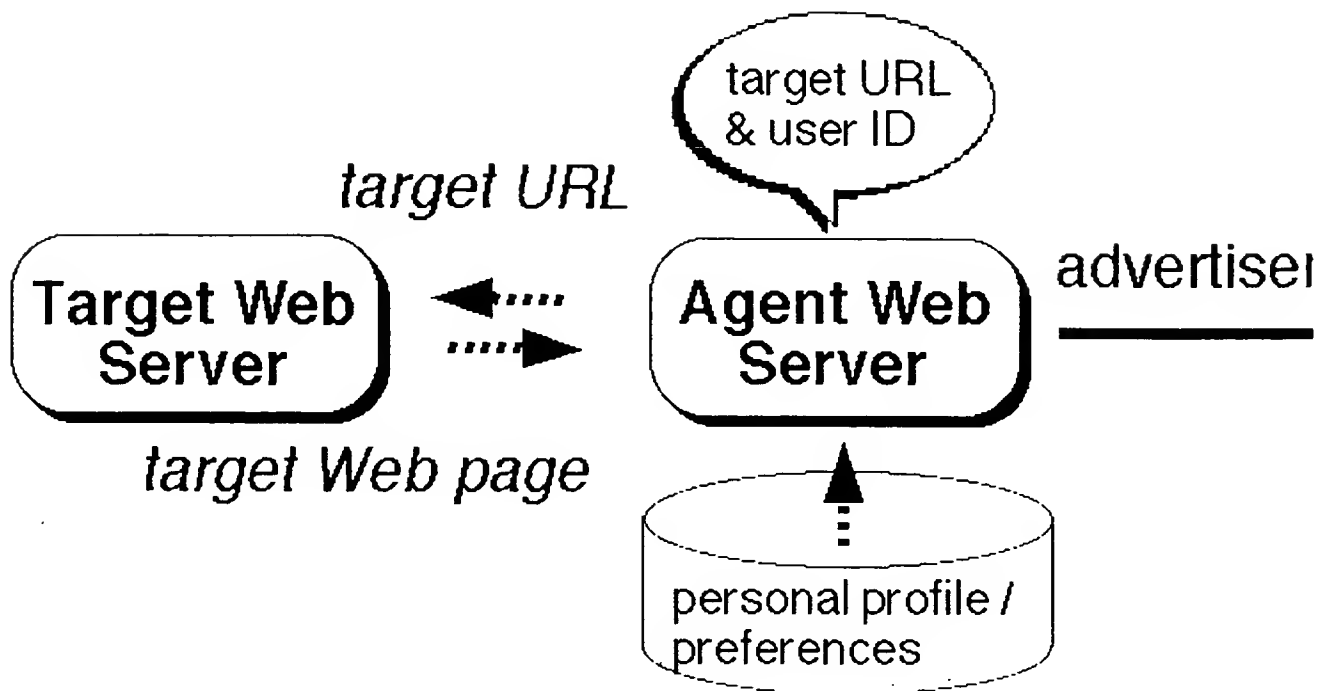 target URL
& user ID
target URL
Target Web
Server
Agent Web
Server
advertiser
target Web page
personal profile /
preferences